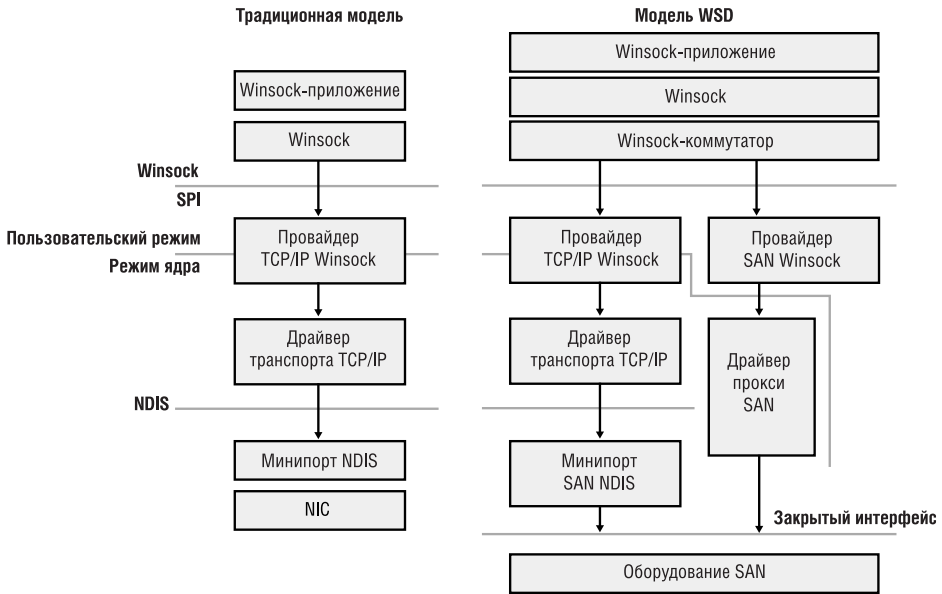 Традиционная модель
Модель WSD
Winsock-приложение
Winsock
Winsock
SPI
Пользовательский режим
Режим ядра
Провайдер
TCP/IP Winsock
Драйвер
транспорта TCP/IP
NDIS
Минипорт NDIS
NIC
Winsock-приложение
Winsock
Winsock-коммутатор
Провайдер
TCP/IP Winsock
Провайдер
SAN Winsock
Драйвер
транспорта TCP/IP
Драйвер
прокси
SAN
Минипорт
SAN NDIS
Закрытый интерфейс
Оборудование SAN